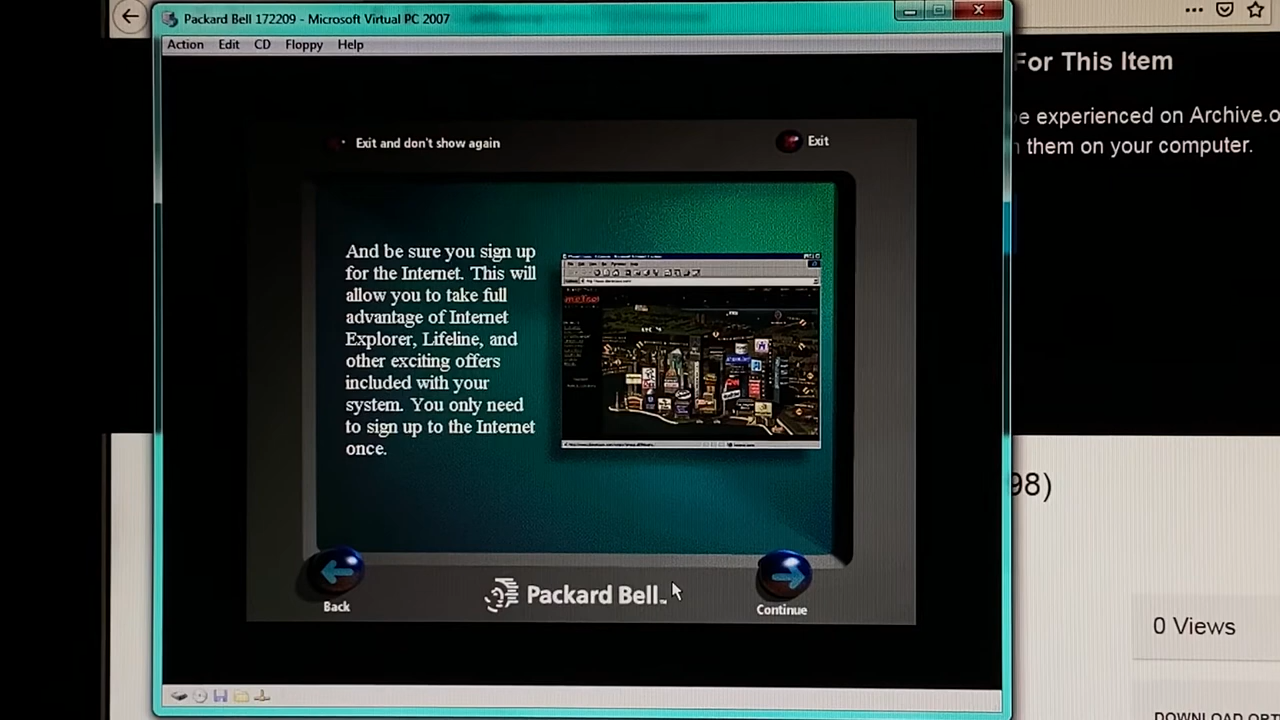 Packard Bell 172209 - Microsoft Virtual PC 2007
Action Edit CD Floppy Help
For This Item
be experienced on Archive.o
them on your computer.
Exit and don't show again
Exit
And be sure you sign up
for the Internet. This will
allow you to take full
advantage of Internet
Explorer, Lifeline, and
other exciting offers
included with your
system. You only need
to sign up to the Internet
once.
98)
Back
Packard Bell
Continue
0 Views
DOWNLOAD OPT